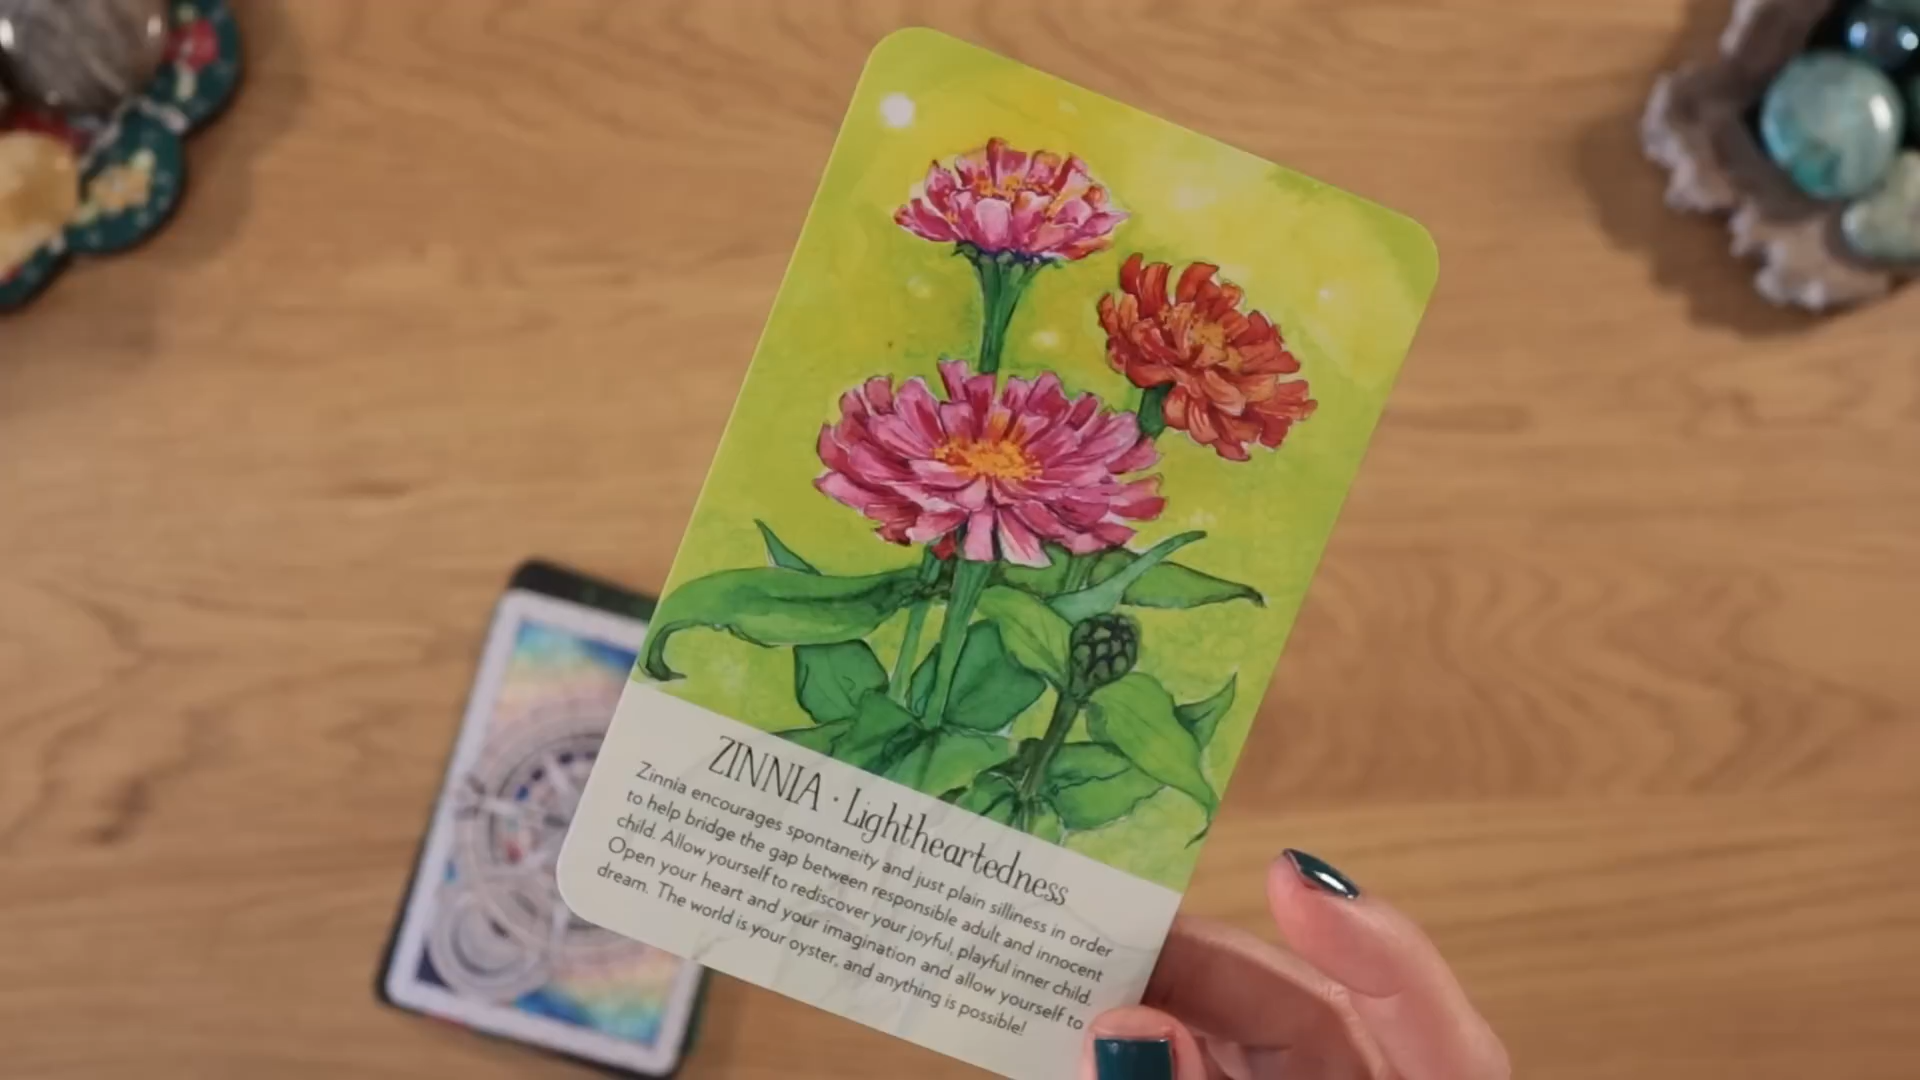 ZINNIA · Lightheartedness
Zinnia encourages spontaneity and just plain silliness in order
to help bridge the gap between responsible adult and innocent
child. Allow yourself to rediscover your joyful, playful inner child.
Open your heart and your imagination and allow yourself to
dream. The world is your oyster, and anything is possible!